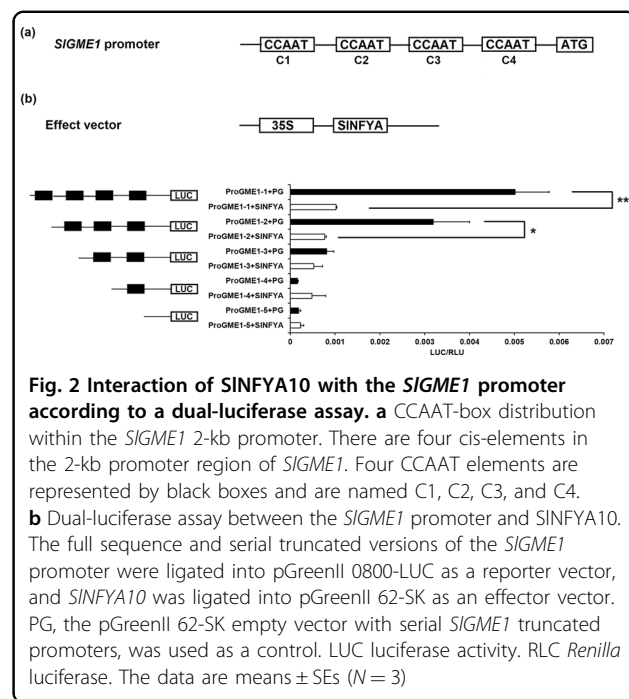 (a)
SlGME1 promoter
CCAAT CCAAT CCAAT CCAAT ATG
C1 C2 C3 C4
(b)
Effect vector
35S SlNFYA
LUC
ProGME1-1+PG
ProGME1-1+SlNFYA
**
LUC
ProGME1-2+PG
ProGME1-2+SlNFYA
*
LUC
ProGME1-3+PG
ProGME1-3+SlNFYA
LUC
ProGME1-4+PG
ProGME1-4+SlNFYA
LUC
ProGME1-5+PG
ProGME1-5+SlNFYA
0 0.001 0.002 0.003 0.004 0.005 0.006 0.007
LUC/RLU
Fig. 2 Interaction of SlNFYA10 with the SlGME1 promoter
according to a dual-luciferase assay. a CCAAT-box distribution
within the SlGME1 2-kb promoter. There are four cis-elements in
the 2-kb promoter region of SlGME1. Four CCAAT elements are
represented by black boxes and are named C1, C2, C3, and C4.
b Dual-luciferase assay between the SlGME1 promoter and SlNFYA10.
The full sequence and serial truncated versions of the SlGME1
promoter were ligated into pGreenII 0800-LUC as a reporter vector,
and SlNFYA10 was ligated into pGreenII 62-SK as an effector vector.
PG, the pGreenII 62-SK empty vector with serial SlGME1 truncated
promoters, was used as a control. LUC luciferase activity. RLC Renilla
luciferase. The data are means ± SEs (N = 3)